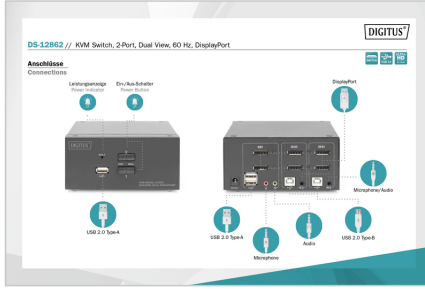 DIGITUS®
DS-12862 // KVM Switch, 2-Port, Dual View, 60 Hz, DisplayPort
Anschlüsse
Connections
Leistungsanzeige
Power Indicator
Ein-/Aus-Schalter
Power Button
DisplayPort
DIGITUS
Microphone/Audio
USB 2.0 Type-A
USB 2.0 Type-A
Audio
USB 2.0 Type-B
Microphone